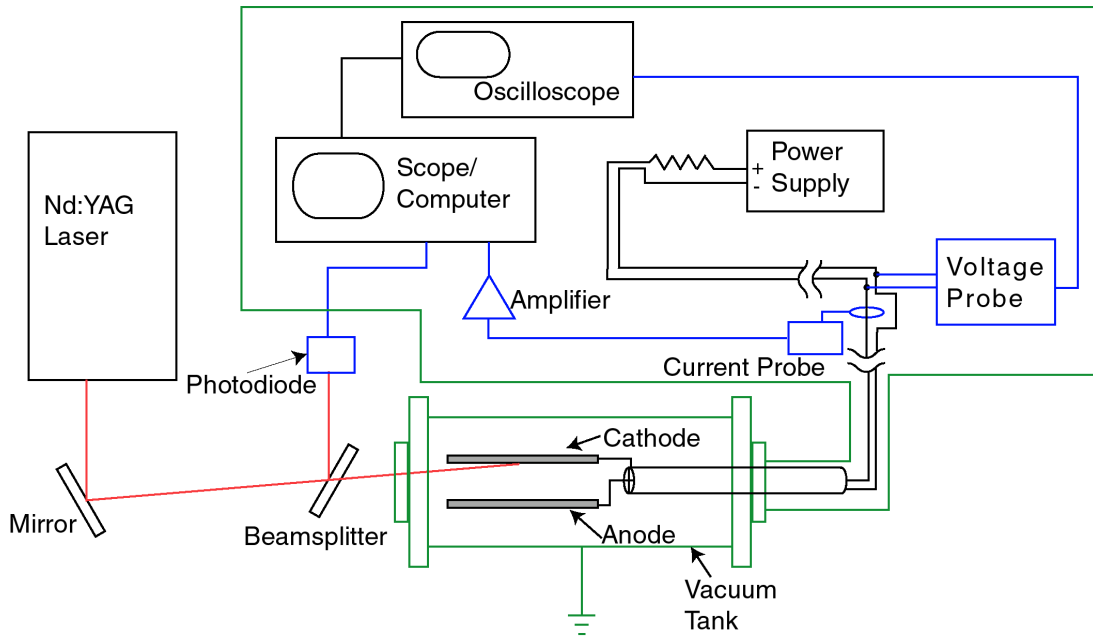 Oscilloscope
Scope/
Computer
Power
Supply
+
-
Nd:YAG
Laser
Voltage
Probe
Amplifier
Photodiode
Current Probe
Cathode
Mirror
Beamsplitter
Anode
Vacuum
Tank